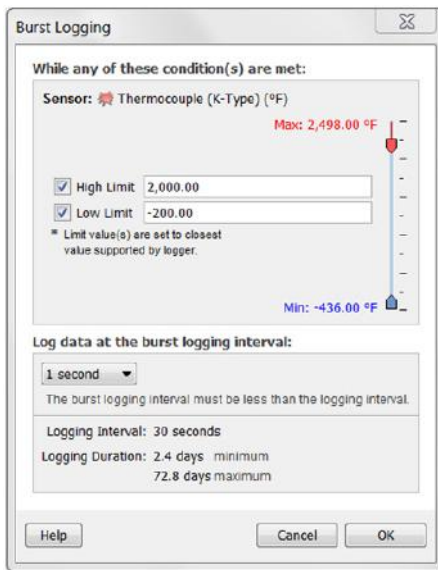 Burst Logging
While any of these condition(s) are met:
Sensor: Thermocouple (K-Type) (°F)
Max: 2,498.00 °F
High Limit 2,000.00
Low Limit -200.00
* Limit value(s) are set to closest
value supported by logger.
Min: -436.00 °F
Log data at the burst logging interval:
1 second
The burst logging interval must be less than the logging interval.
Logging Interval: 30 seconds
Logging Duration: 2.4 days minimum
72.8 days maximum
Help Cancel OK